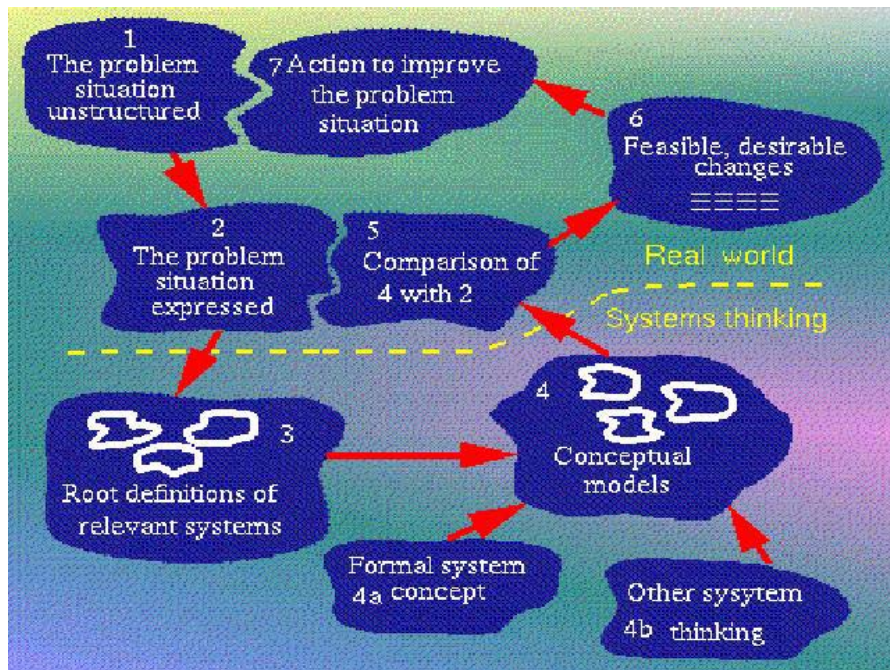 1
The problem
situation
unstructured
7 Action to improve
the problem
situation
6
Feasible, desirable
changes
2
The problem
situation
expressed
5
Comparison of
4 with 2
Real world
Systems thinking
3
Root definitions of
relevant systems
4
Conceptual
models
Formal system
4a concept
Other sysytem
4b thinking